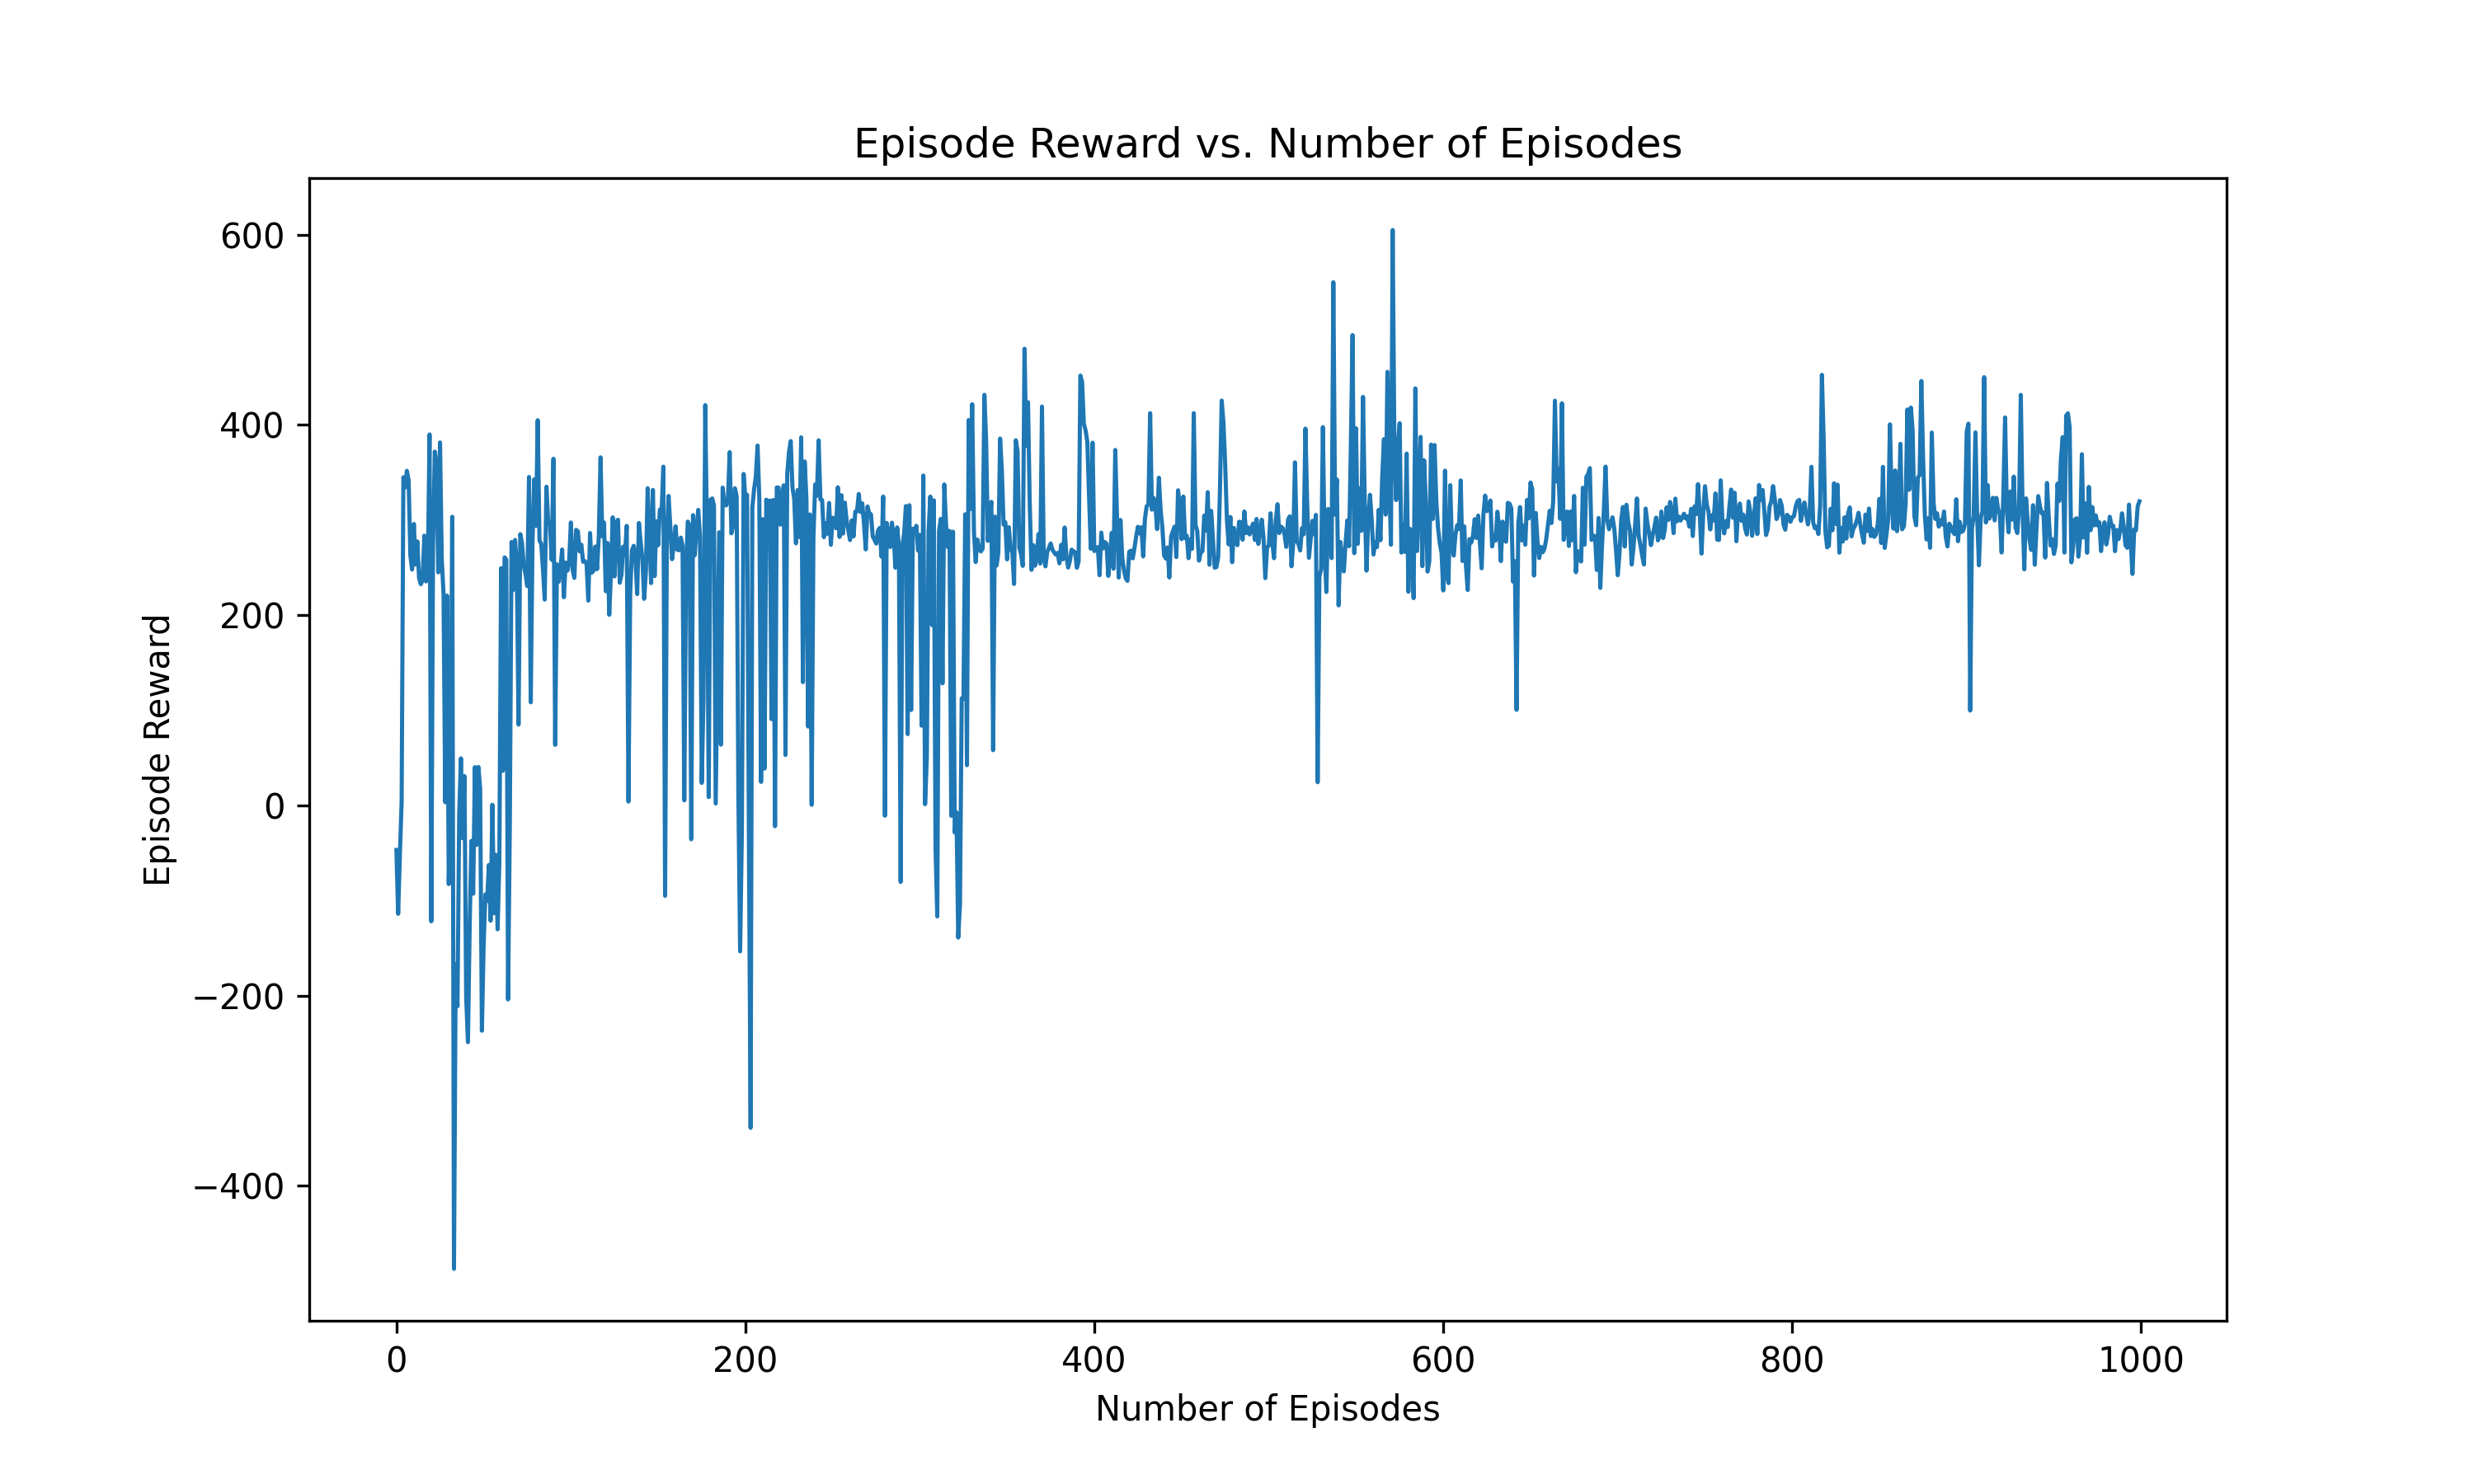 Episode Reward vs. Number of Episodes
600
400
200
0
−200
−400
Episode Reward
0 200 400 600 800 1000
Number of Episodes